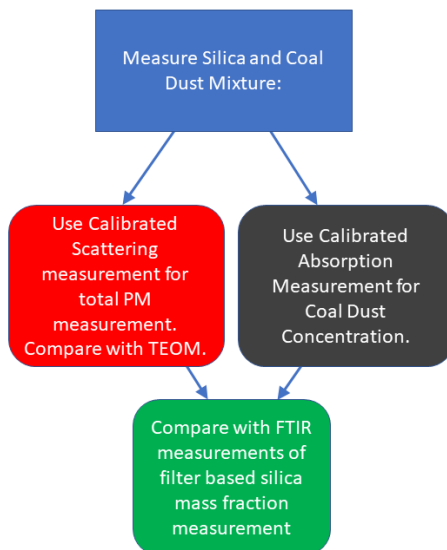 Measure Silica and Coal
Dust Mixture:
Use Calibrated
Scattering
measurement for
total PM
measurement.
Compare with TEOM.
Use Calibrated
Absorption
Measurement for
Coal Dust
Concentration.
Compare with FTIR
measurements of
filter based silica
mass fraction
measurement